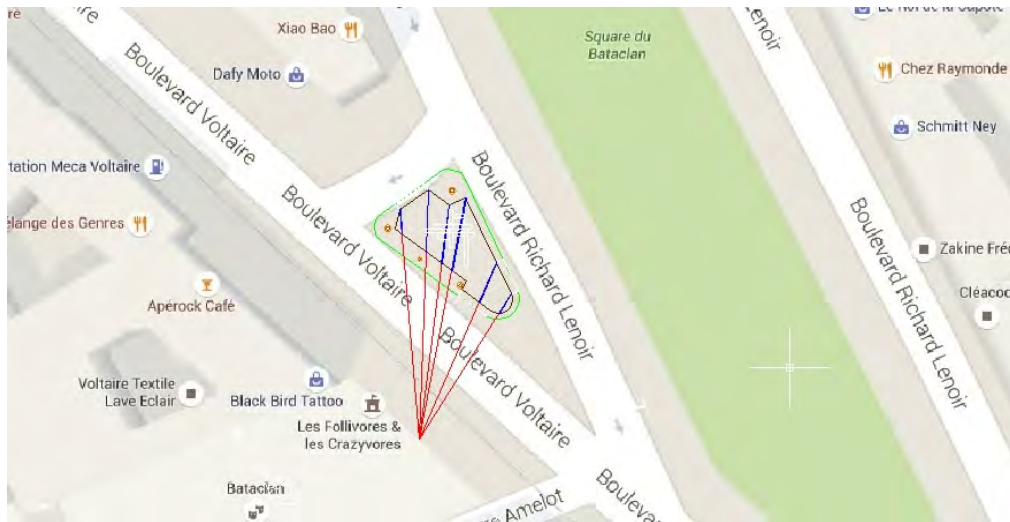 Xiao Bao
Dafy Moto
Boulevard Voltaire
Square du
Bataclan
Lenoir
Chez Raymonde
Schmitt Ney
tation Meca Voltaire
élange des Genres
Boulevard Voltaire
Boulevard Richard Lenoir
Boulevard Richard Lenoir
Zakine Fré
Cléacoc
Apérock Café
Voltaire Textile
Lave Eclair
Black Bird Tattoo
Les Follivores &
les Crazyvores
Boulevard Voltaire
Bataclan
Amelot
Boulevard